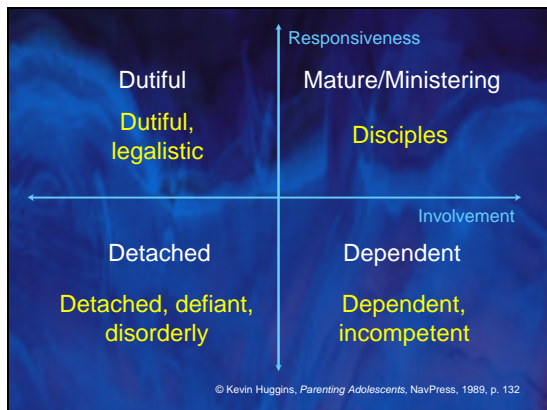 Responsiveness
Dutiful
Dutiful,
legalistic
Mature/Ministering
Disciples
Involvement
Detached
Detached, defiant,
disorderly
Dependent
Dependent,
incompetent
© Kevin Huggins, Parenting Adolescents, NavPress, 1989, p. 132